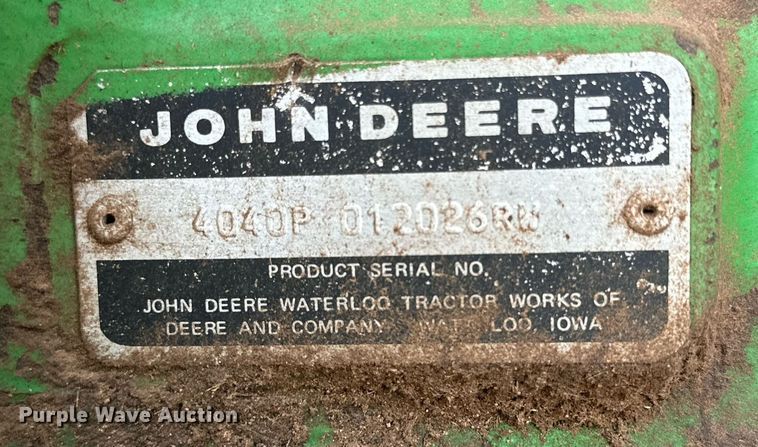 JOHN DEERE
4040P 012026RW
PRODUCT SERIAL NO.
JOHN DEERE WATERLOO TRACTOR WORKS OF
DEERE AND COMPANY IOWA
Purple Wave Auction